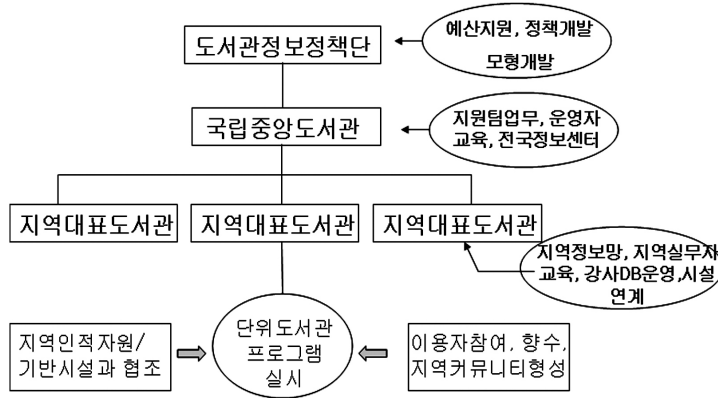 도서관정보정책단
예산지원, 정책개발
모형개발
국립중앙도서관
지원팀업무, 운영자
교육, 전국정보센터
지역대표도서관
지역대표도서관
지역대표도서관
지역정보망, 지역실무자
교육, 강사DB운영,시설
연계
지역인적자원/
기반시설과 협조
단위도서관
프로그램
실시
이용자참여, 향수,
지역커뮤니티형성